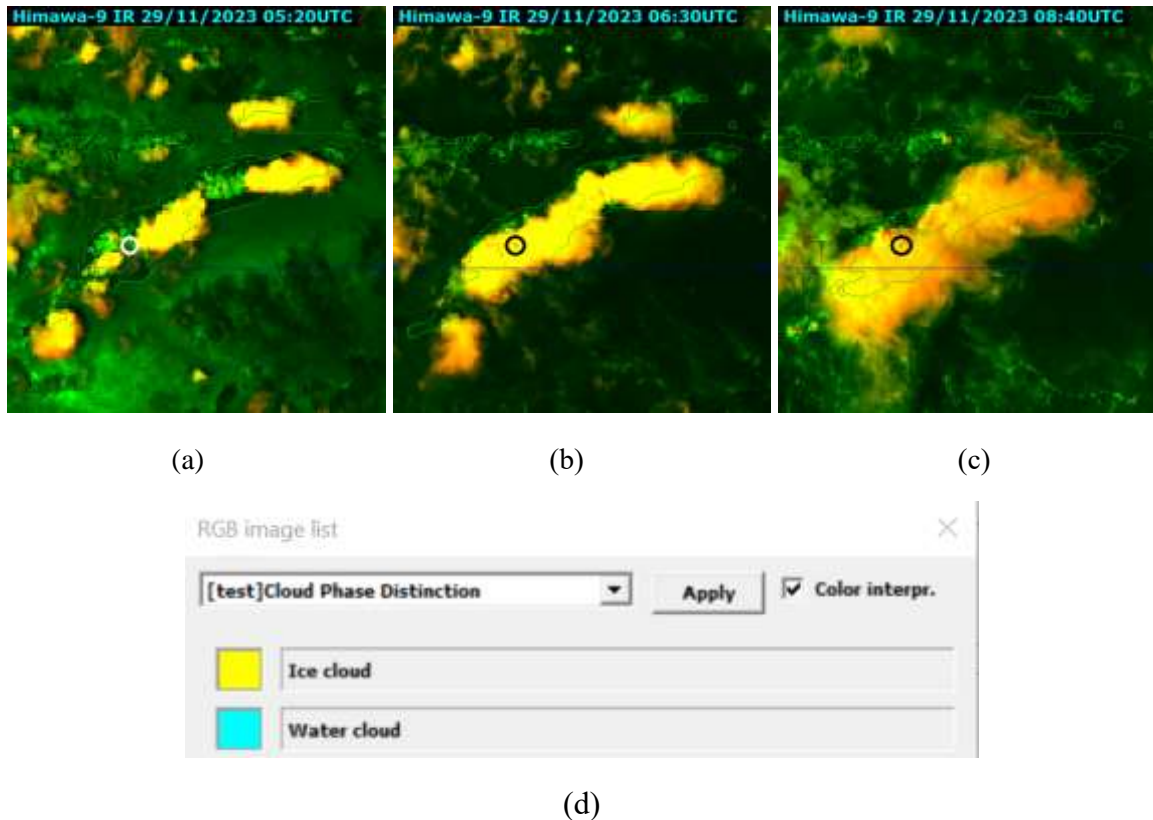 Himawa-9 IR 29/11/2023 05:20UTC
Himawa-9 IR 29/11/2023 06:30UTC
Himawa-9 IR 29/11/2023 08:40UTC
(a)
(b)
(c)
RGB image list
[test]Cloud Phase Distinction
Apply
Color interpr.
Ice cloud
Water cloud
(d)